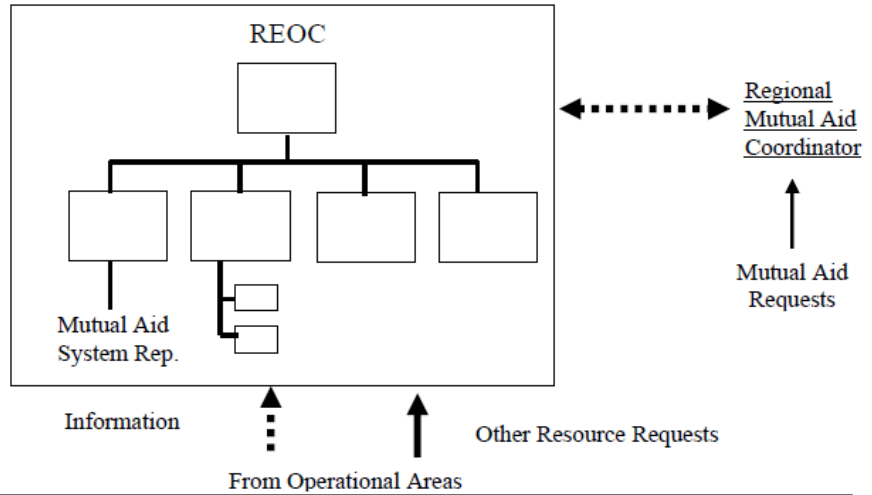 REOC
Regional
Mutual Aid
Coordinator
Mutual Aid
Requests
Mutual Aid
System Rep.
Information
Other Resource Requests
From Operational Areas